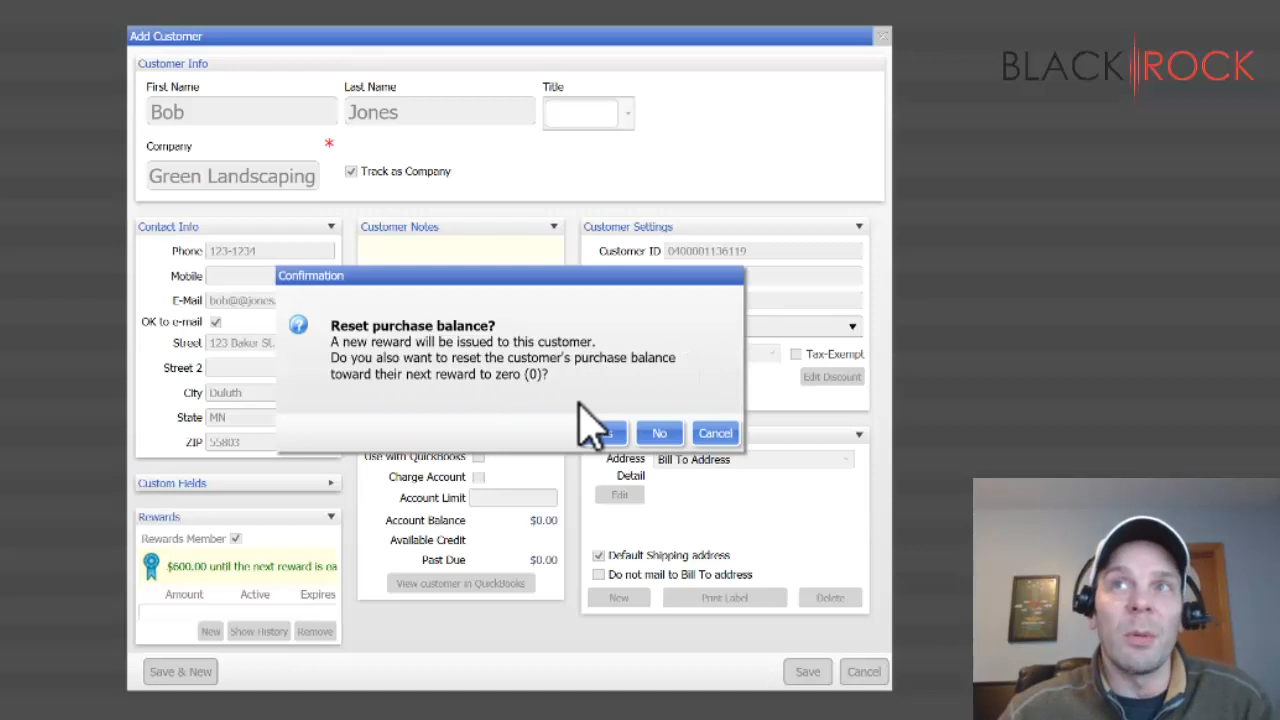 Add Customer
BLACK ROCK
Customer Info
First Name
Last Name
Title
Bob
Jones
Company
*
Green Landscaping
Track as Company
Contact Info
Customer Notes
Customer Settings
Phone
123-1234
Customer ID
0400001136119
Mobile
Confirmation
E-Mail
OK to e-mail
Reset purchase balance?
A new reward will be issued to this customer.
Do you also want to reset the customer's purchase balance
toward their next reward to zero (0)?
Street
123 Baker St.
Street 2
Tax-Exempt
Edit Discount
City
Duluth
State
MN
No
Cancel
ZIP
55803
Use with QuickBooks
Address
Bill To Address
Detail
Charge Account
Edit
Custom Fields
Account Limit
Rewards
Account Balance
$0.00
Rewards Member
Available Credit
$600.00 until the next reward is ea
Past Due
$0.00
Default Shipping address
Do not mail to Bill To address
View customer in QuickBooks
Amount
Active
Expires
New
Print Label
Delete
New
Show History
Remove
Save & New
Save
Cancel